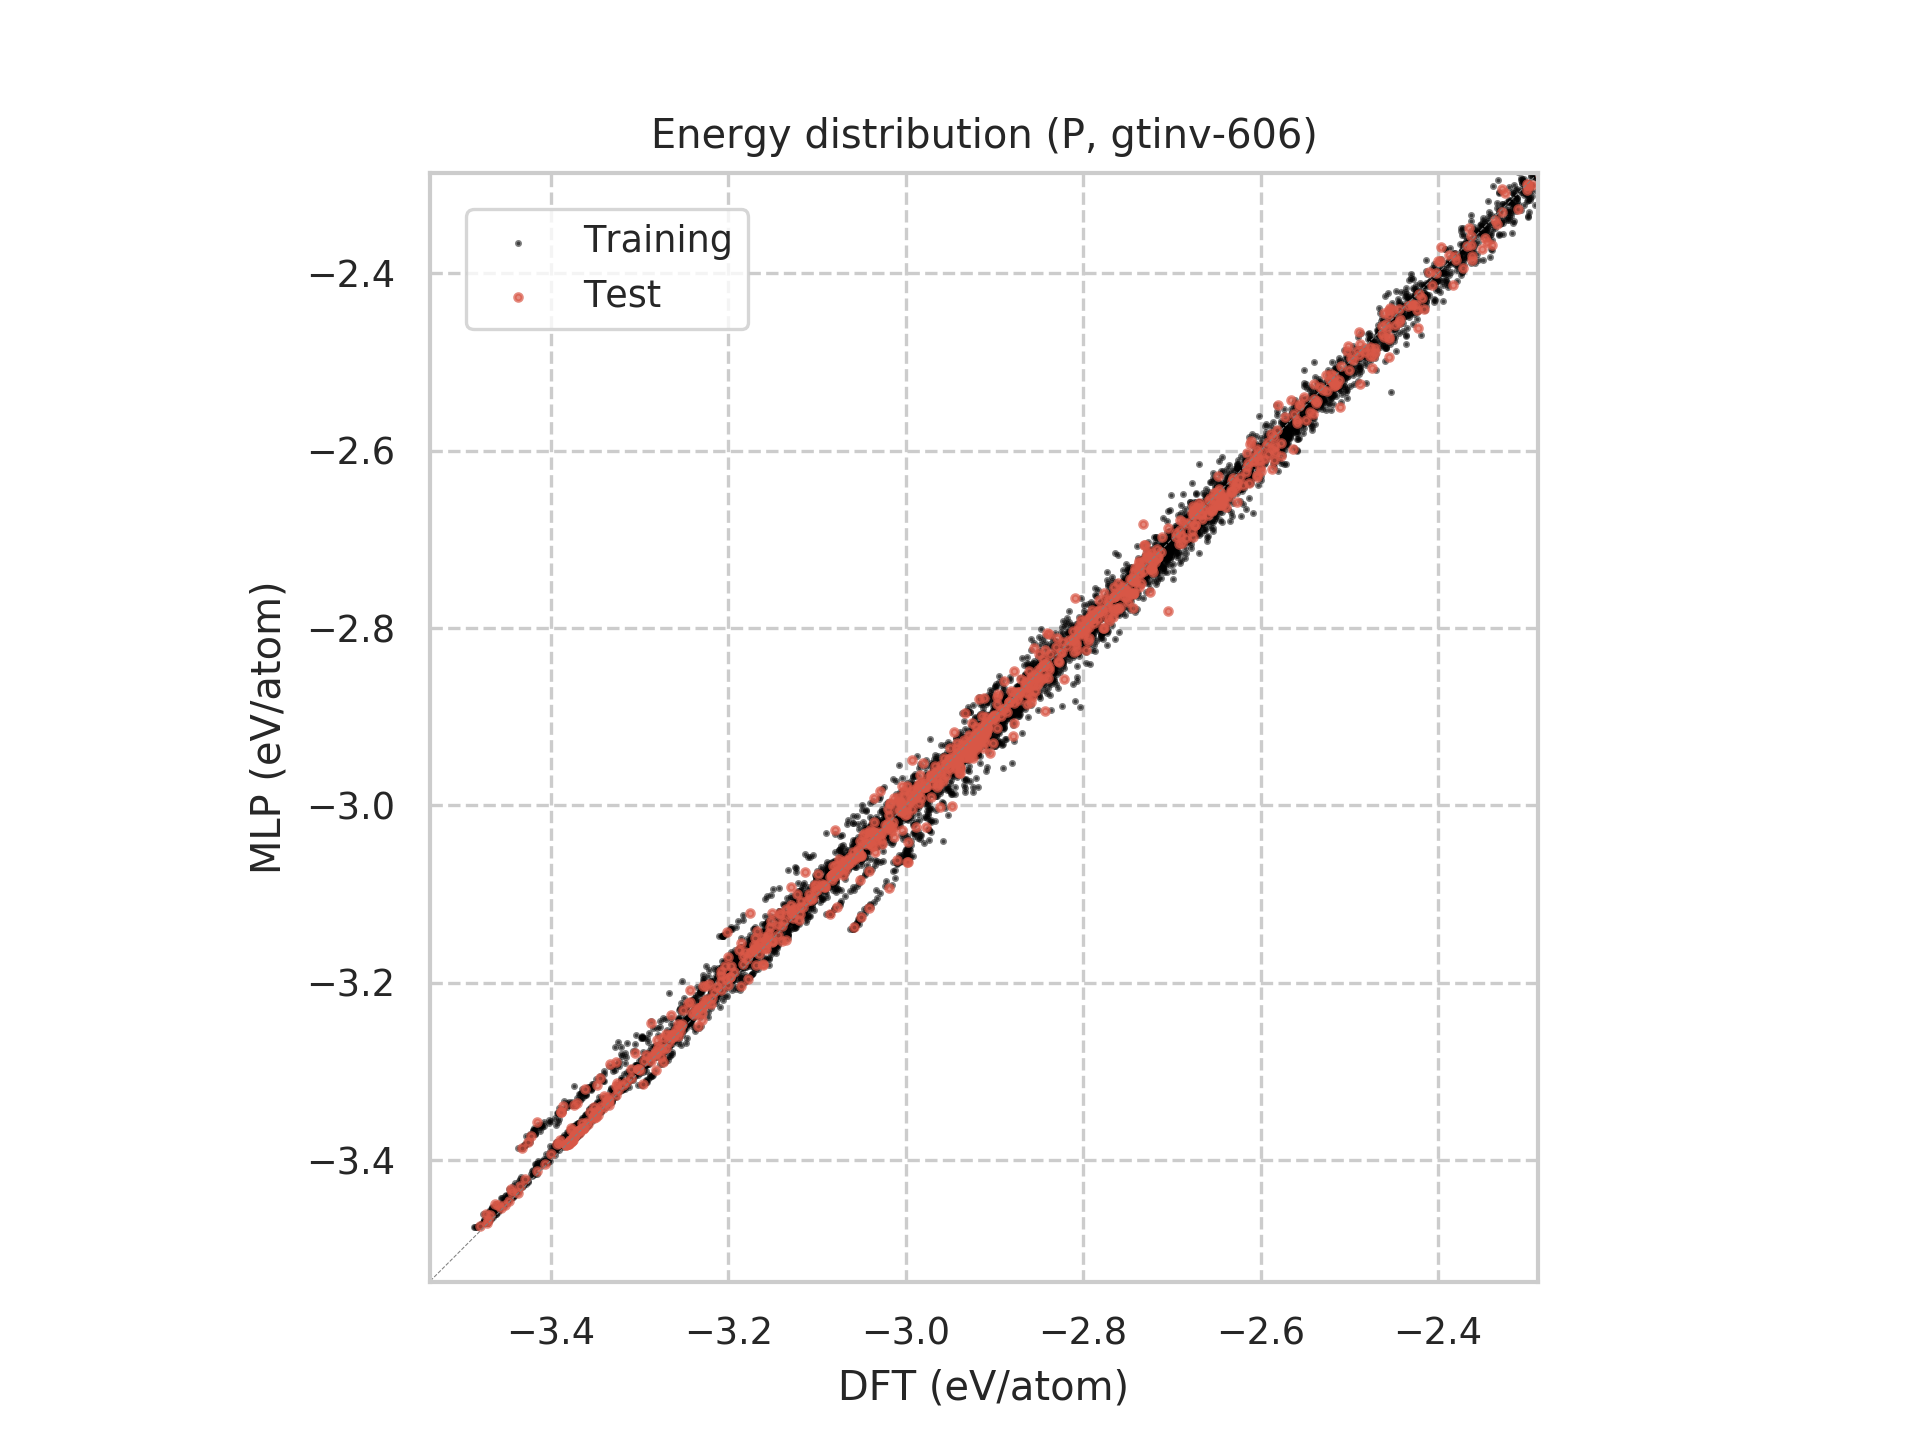 Energy distribution (P, gtinv-606)
Training
Test
−2.4
−2.6
−2.8
−3.0
−3.2
−3.4
MLP (eV/atom)
−3.4 −3.2 −3.0 −2.8 −2.6 −2.4
DFT (eV/atom)